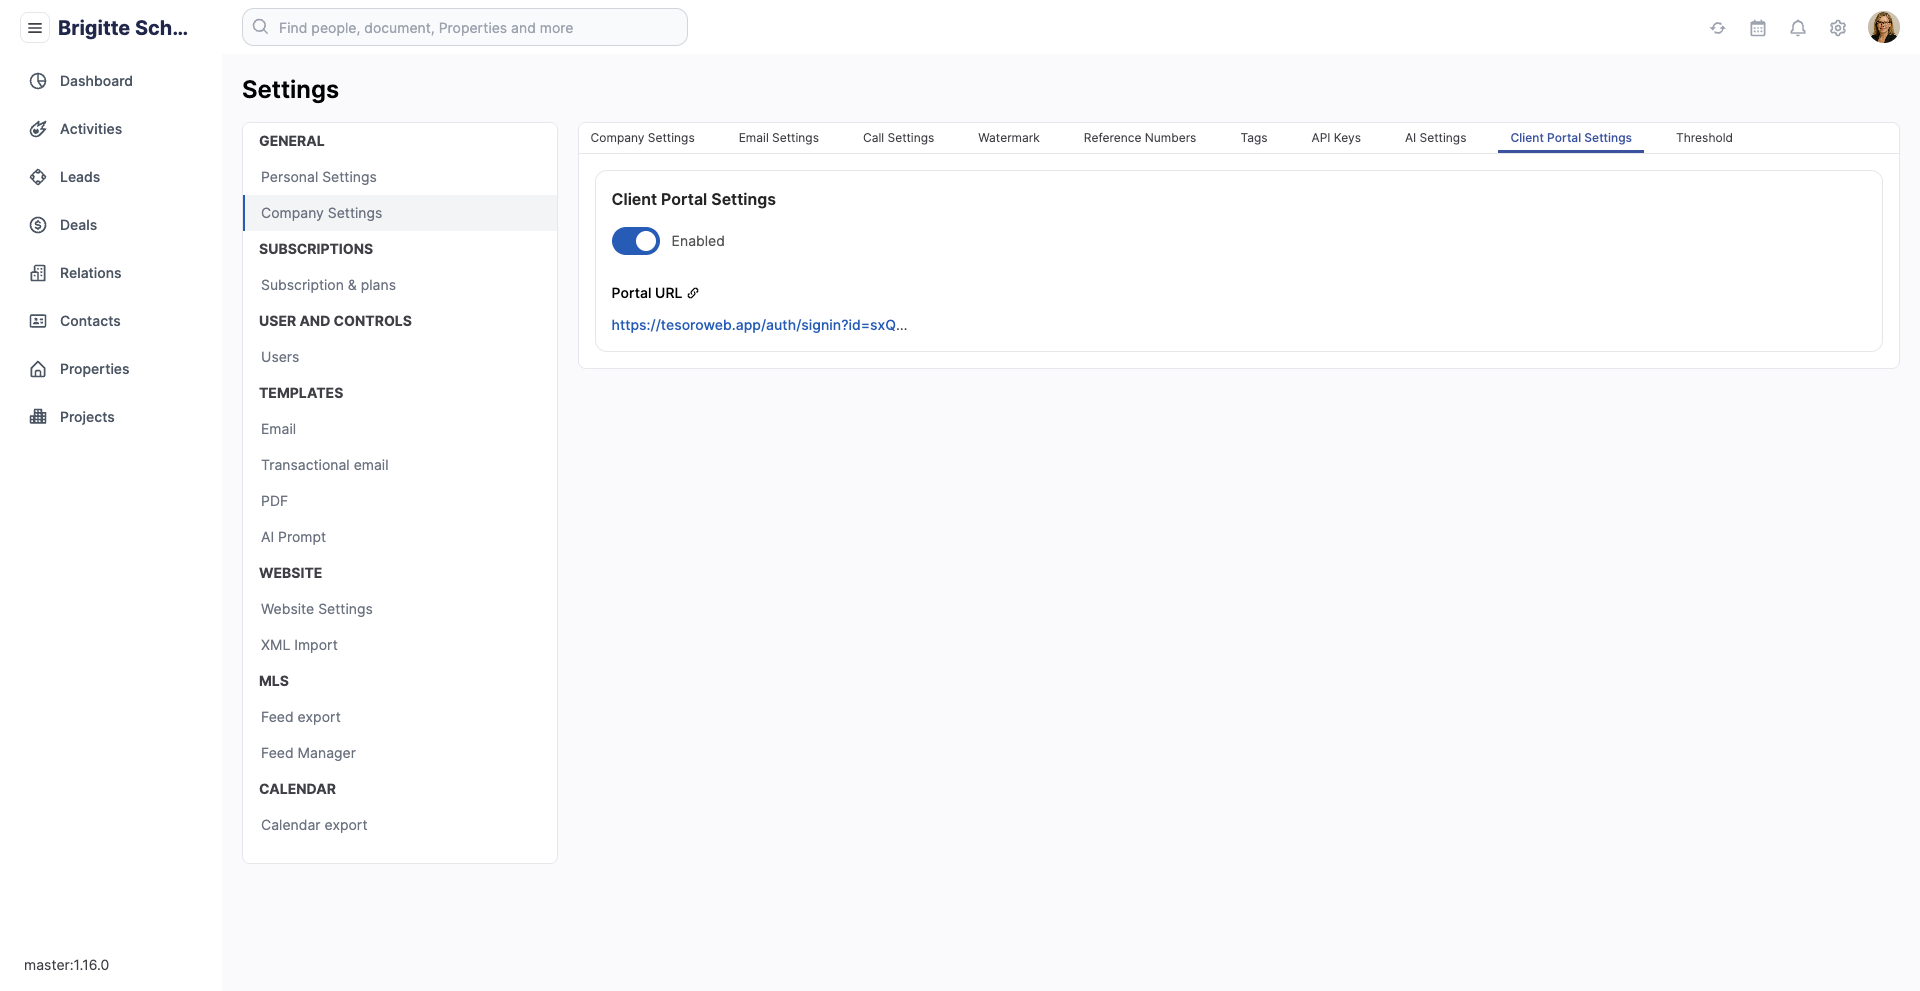 Brigitte Sch...
Find people, document, Properties and more
Dashboard
Activities
Leads
Deals
Relations
Contacts
Properties
Projects
master:1.16.0
Settings
GENERAL
Personal Settings
Company Settings
SUBSCRIPTIONS
Subscription & plans
USER AND CONTROLS
Users
TEMPLATES
Email
Transactional email
PDF
AI Prompt
WEBSITE
Website Settings
XML Import
MLS
Feed export
Feed Manager
CALENDAR
Calendar export
Company Settings Email Settings Call Settings Watermark Reference Numbers Tags API Keys AI Settings Client Portal Settings Threshold
Client Portal Settings
Enabled
Portal URL
https://tesoroweb.app/auth/signin?id=sxQ...